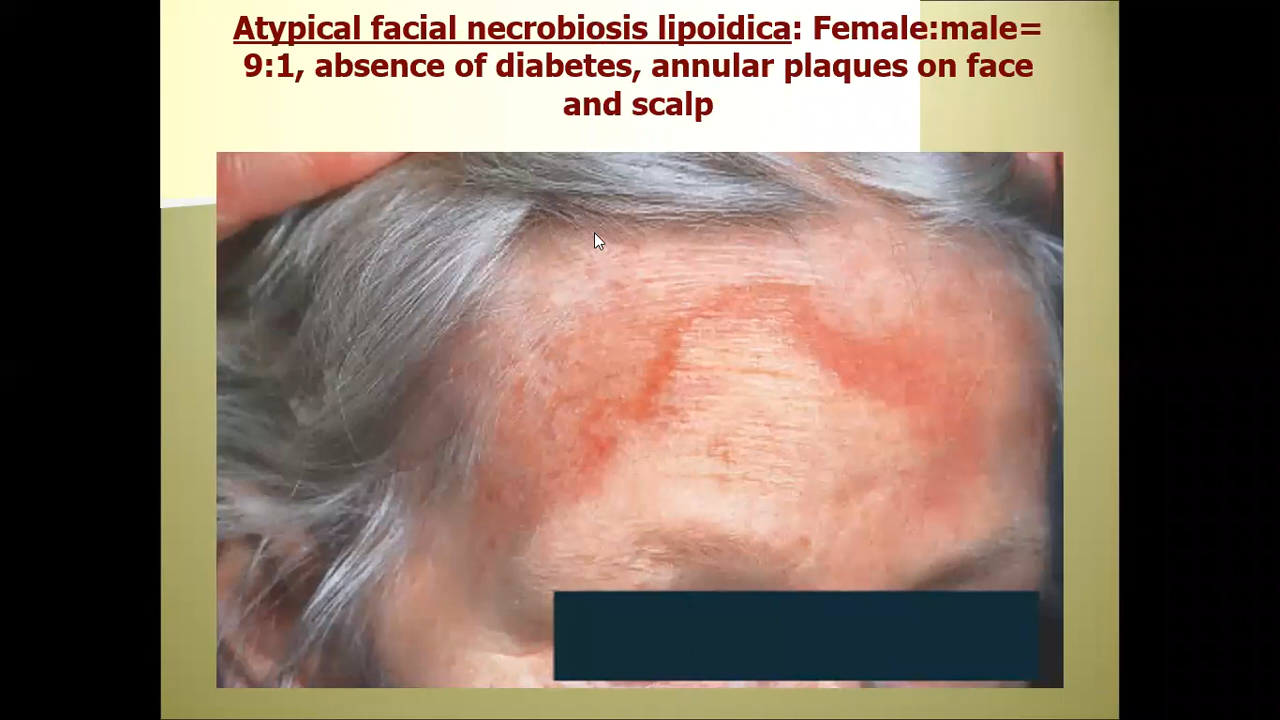 Atypical facial necrobiosis lipoidica: Female:male=
9:1, absence of diabetes, annular plaques on face
and scalp